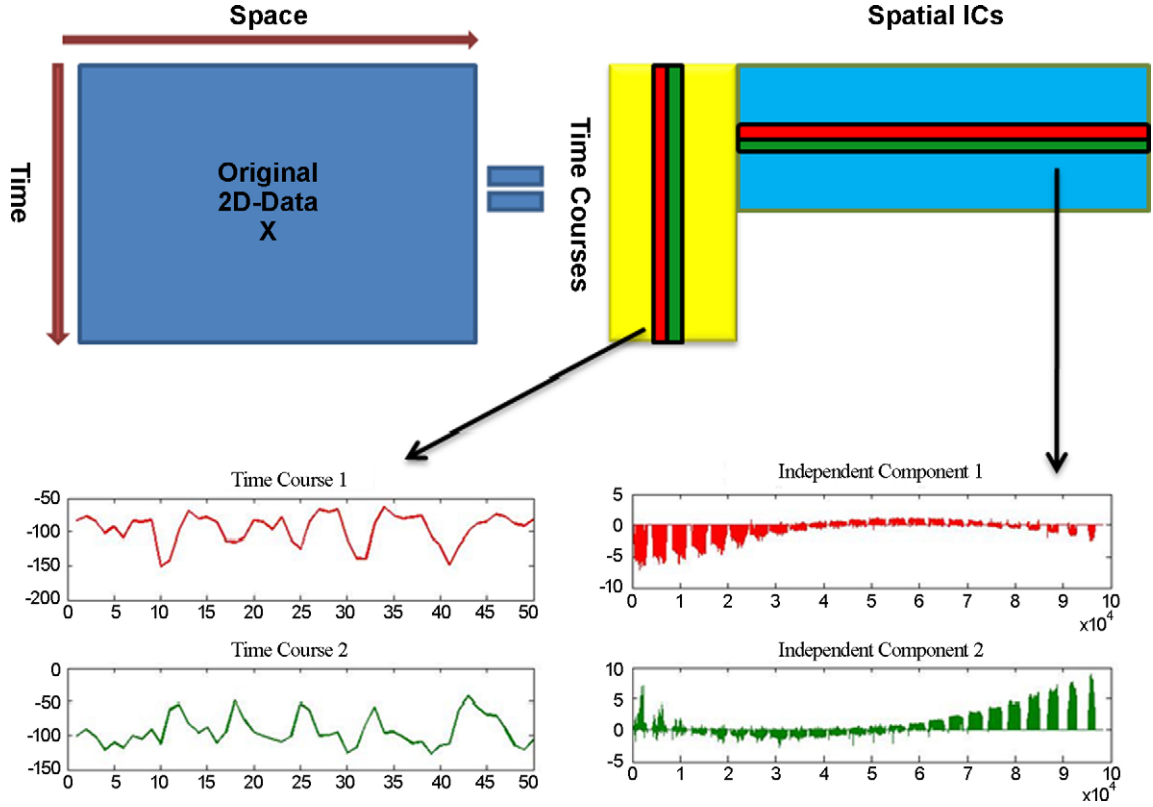 Space
Spatial ICs
Time
Original
2D-Data
X
Time Courses
Time Course 1
-50
-100
-150
-200
0 5 10 15 20 25 30 35 40 45 50
Independent Component 1
5
0
-5
-10
0 1 2 3 4 5 6 7 8 9 10
x10^4
Time Course 2
0
-50
-100
-150
0 5 10 15 20 25 30 35 40 45 50
Independent Component 2
10
5
0
-5
0 1 2 3 4 5 6 7 8 9 10
x10^4